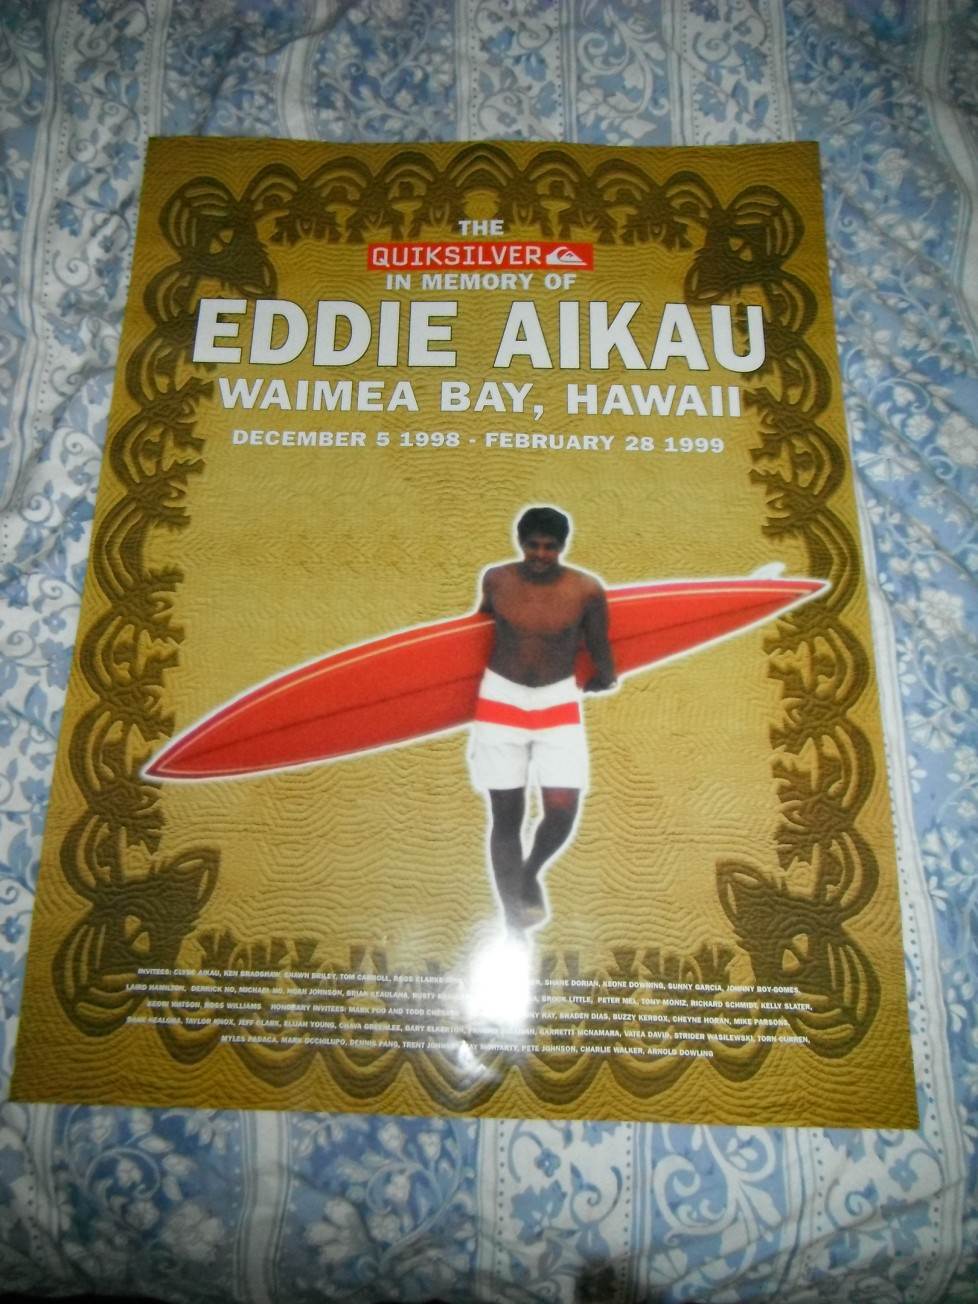 THE
QUIKSILVER
IN MEMORY OF
EDDIE AIKAU
WAIMEA BAY, HAWAII
DECEMBER 5 1998 - FEBRUARY 28 1999
INVITEES: CLYDE AIKAU, KEN BRADSHAW, SHAWN BRILEY, TOM CARROLL, ROSS CLARKE SHANE DORIAN, KEONE DOWNING, SUNNY GARCIA, JOHNNY BOY-GOMES,
LAIRD HAMILTON, DERRICK HO, MICHAEL HO, NOAH JOHNSON, BRIAN KEAULANA, RUSTY BROCK LITTLE, PETER MEL, TONY MONIZ, RICHARD SCHMIDT, KELLY SLATER,
WATSON, ROSS WILLIAMS HONORARY INVITEES: MARK FOO AND TODD CHESSER BRADEN DIAS, BUZZY KERBOX, CHEYNE HORAN, MIKE PARSONS,
KEALOHA, TAYLOR KNOX, JEFF CLARK, ELIJAH YOUNG, CHAVA GREENLEE, GARY ELKERTON, GARRETT MCNAMARA, VATEA DAVID, STRIDER WASILEWSKI, CURREN,
MYLES PADACA, MARK OCCHILUPO, DENNIS PANG, TRENT JAY MORIARTY, PETE JOHNSON, CHARLIE WALKER, ARNOLD DOWLING